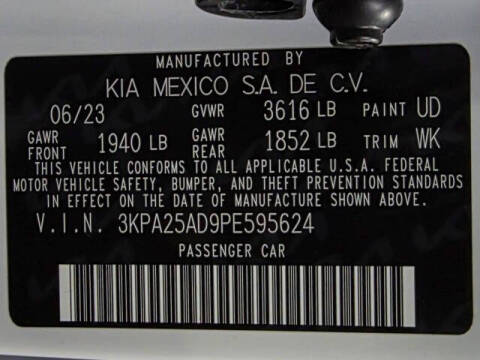 MANUFACTURED BY
KIA MEXICO S.A. DE C.V.
06/23 GVWR 3616 LB PAINT UD
GAWR FRONT 1940 LB GAWR REAR 1852 LB TRIM WK
THIS VEHICLE CONFORMS TO ALL APPLICABLE U.S.A. FEDERAL
MOTOR VEHICLE SAFETY, BUMPER, AND THEFT PREVENTION STANDARDS
IN EFFECT ON THE DATE OF MANUFACTURE SHOWN ABOVE.
V.I.N. 3KPA25AD9PE595624
PASSENGER CAR